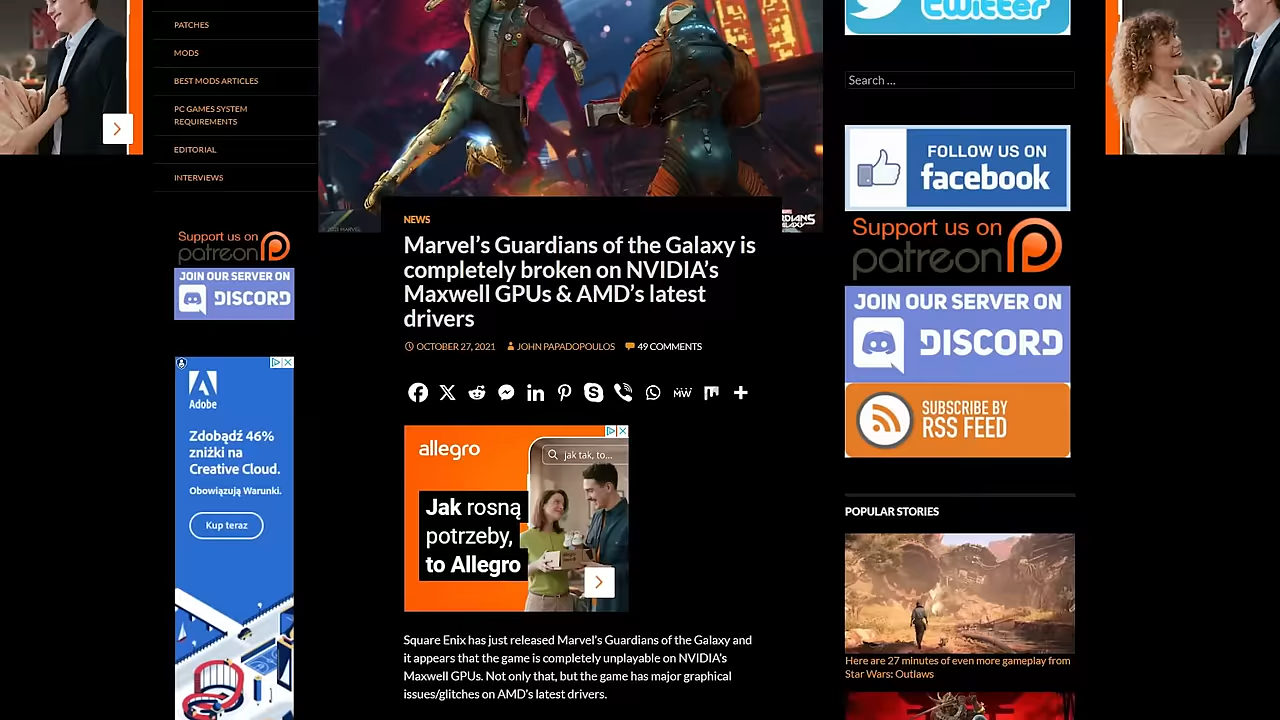 PATCHES
MODS
BEST MODS ARTICLES
PC GAMES SYSTEM
REQUIREMENTS
EDITORIAL
INTERVIEWS
Support us on
patreon
JOIN OUR SERVER ON
DISCORD
Adobe
Zdobądź 46%
zniżki na
Creative Cloud.
Obowiązują Warunki.
Kup teraz
NEWS
Marvel's Guardians of the Galaxy is
completely broken on NVIDIA's
Maxwell GPUs & AMD's latest
drivers
OCTOBER 27, 2021 JOHN PAPADOPOULOS 49 COMMENTS
MW
allegro
jak tak, to...
Jak rosną
potrzeby,
to Allegro
Square Enix has just released Marvel's Guardians of the Galaxy and
it appears that the game is completely unplayable on NVIDIA's
Maxwell GPUs. Not only that, but the game has major graphical
issues/glitches on AMD's latest drivers.
twitter
Search ...
FOLLOW US ON
facebook
Support us on
patreon
JOIN OUR SERVER ON
DISCORD
SUBSCRIBE BY
RSS FEED
POPULAR STORIES
Here are 27 minutes of even more gameplay from
Star Wars: Outlaws